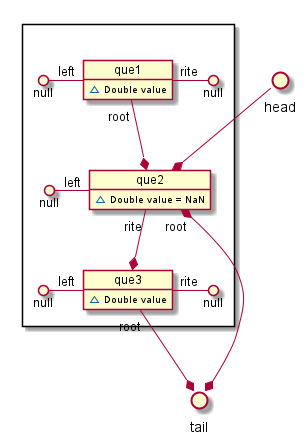 que1
Double value
left
rite
null
null
root
head
que2
Double value = NaN
left
null
rite
root
que3
Double value
left
rite
null
null
root
tail